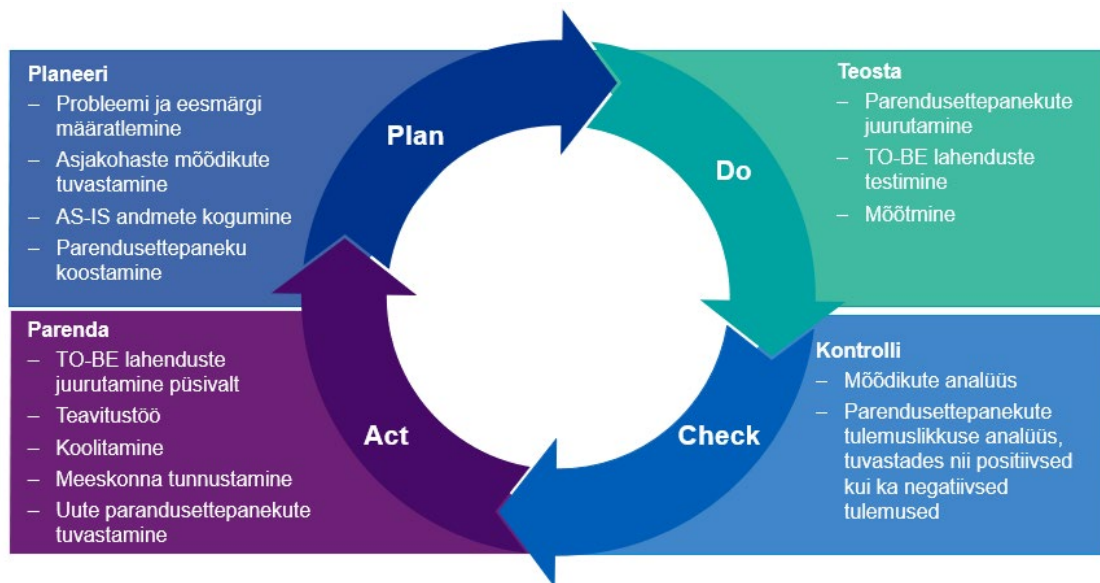 Planeeri
– Probleemi ja eesmärgi
määratlemine
– Asjakohaste mõõdikute
tuvastamine
– AS-IS andmete kogumine
– Parendusettepaneku
koostamine
Plan
Do
Teosta
– Parendusettepanekute
juurutamine
– TO-BE lahenduste
testimine
– Mõõtmine
Parenda
– TO-BE lahenduste
juurutamine püsivalt
– Teavitustöö
– Koolitamine
– Meeskonna tunnustamine
– Uute parandusettepanekute
tuvastamine
Act
Check
Kontrolli
– Mõõdikute analüüs
– Parendusettepanekute
tulemuslikkuse analüüs,
tuvastades nii positiivsed
kui ka negatiivsed
tulemused